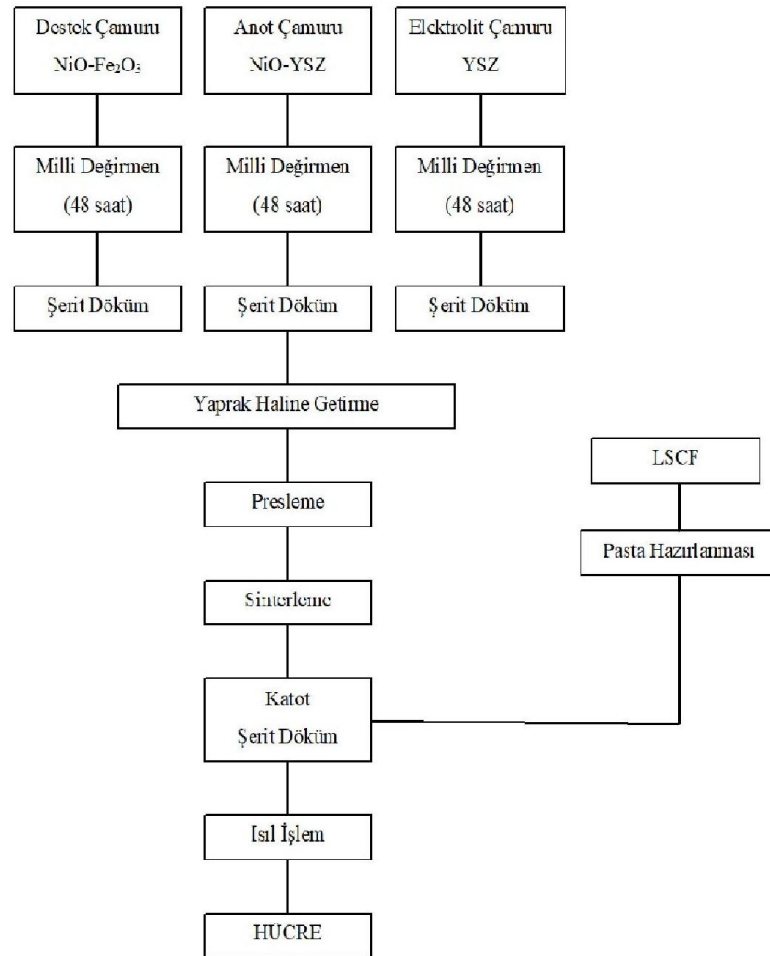 Destek Çamuru
NiO-Fe₂O₃
Anot Çamuru
NiO-YSZ
Elektrolit Çamuru
YSZ
Milli Değirmen
(48 saat)
Milli Değirmen
(48 saat)
Milli Değirmen
(48 saat)
Şerit Döküm
Şerit Döküm
Şerit Döküm
Yaprak Haline Getirme
LSCF
Presleme
Pasta Hazırlanması
Sinterleme
Katot
Şerit Döküm
Isıl İşlem
HÜCRE